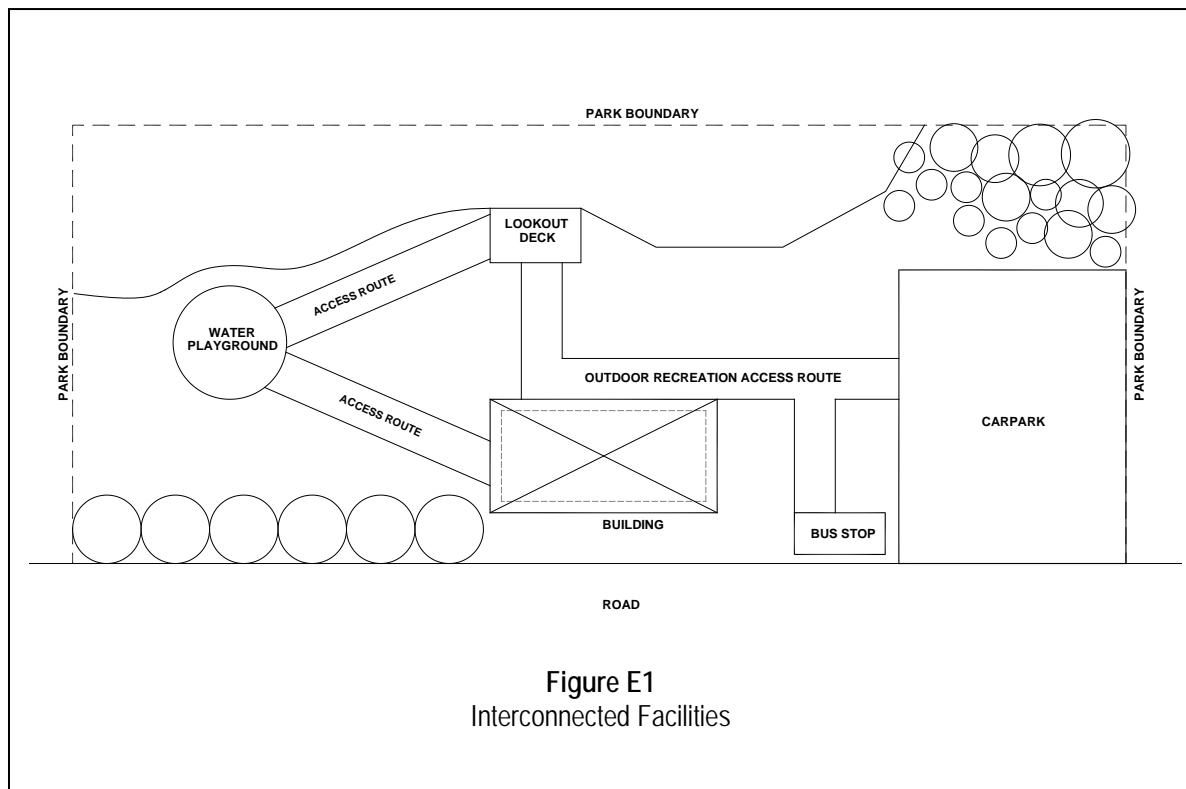 PARK BOUNDARY
LOOKOUT
DECK
ACCESS ROUTE
PARK BOUNDARY
WATER
PLAYGROUND
PARK BOUNDARY
OUTDOOR RECREATION ACCESS ROUTE
ACCESS ROUTE
CARPARK
BUILDING
BUS STOP
ROAD
Figure E1
Interconnected Facilities